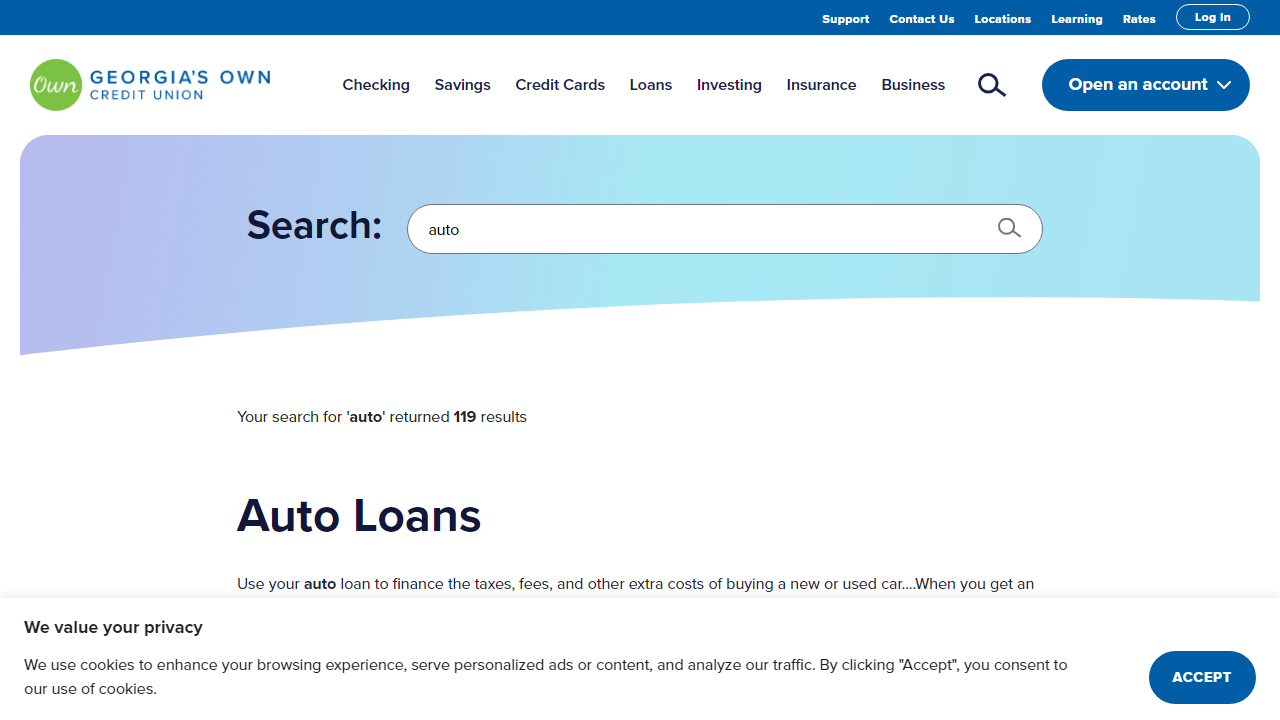 Support Contact Us Locations Learning Rates Log In
Own GEORGIA'S OWN
CREDIT UNION
Checking Savings Credit Cards Loans Investing Insurance Business Open an account
Search: auto
Your search for 'auto' returned 119 results
Auto Loans
Use your auto loan to finance the taxes, fees, and other extra costs of buying a new or used car....When you get an
We value your privacy
We use cookies to enhance your browsing experience, serve personalized ads or content, and analyze our traffic. By clicking "Accept", you consent to
our use of cookies.
ACCEPT